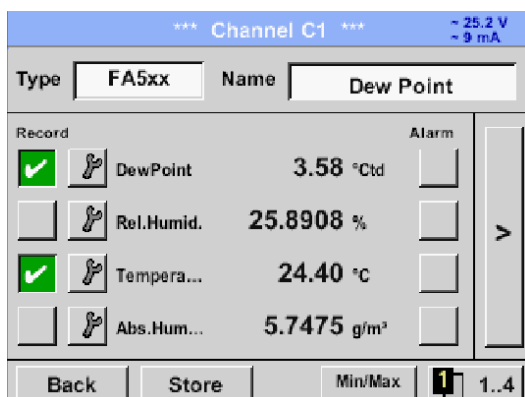 *** Channel C1 ***
~ 25.2 V
~ 9 mA
Type FA5xx Name Dew Point
Record Alarm
DewPoint 3.58 °Ctd
Rel.Humid. 25.8908 %
Tempera... 24.40 °C
Abs.Hum... 5.7475 g/m³
>
Back Store Min/Max 1 1..4